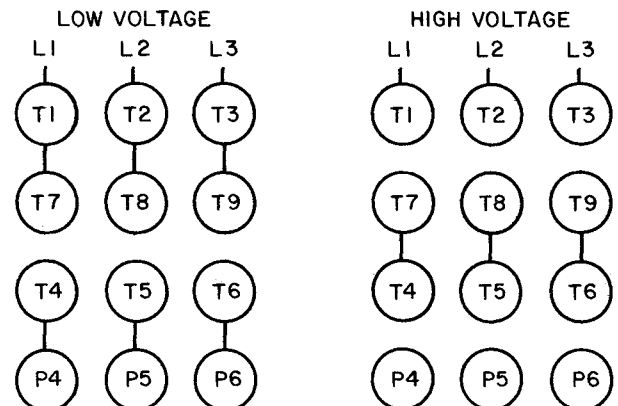 LOW VOLTAGE HIGH VOLTAGE
L1 L2 L3 L1 L2 L3
T1 T2 T3 T1 T2 T3
T7 T8 T9 T7 T8 T9
T4 T5 T6 T4 T5 T6
P4 P5 P6 P4 P5 P6